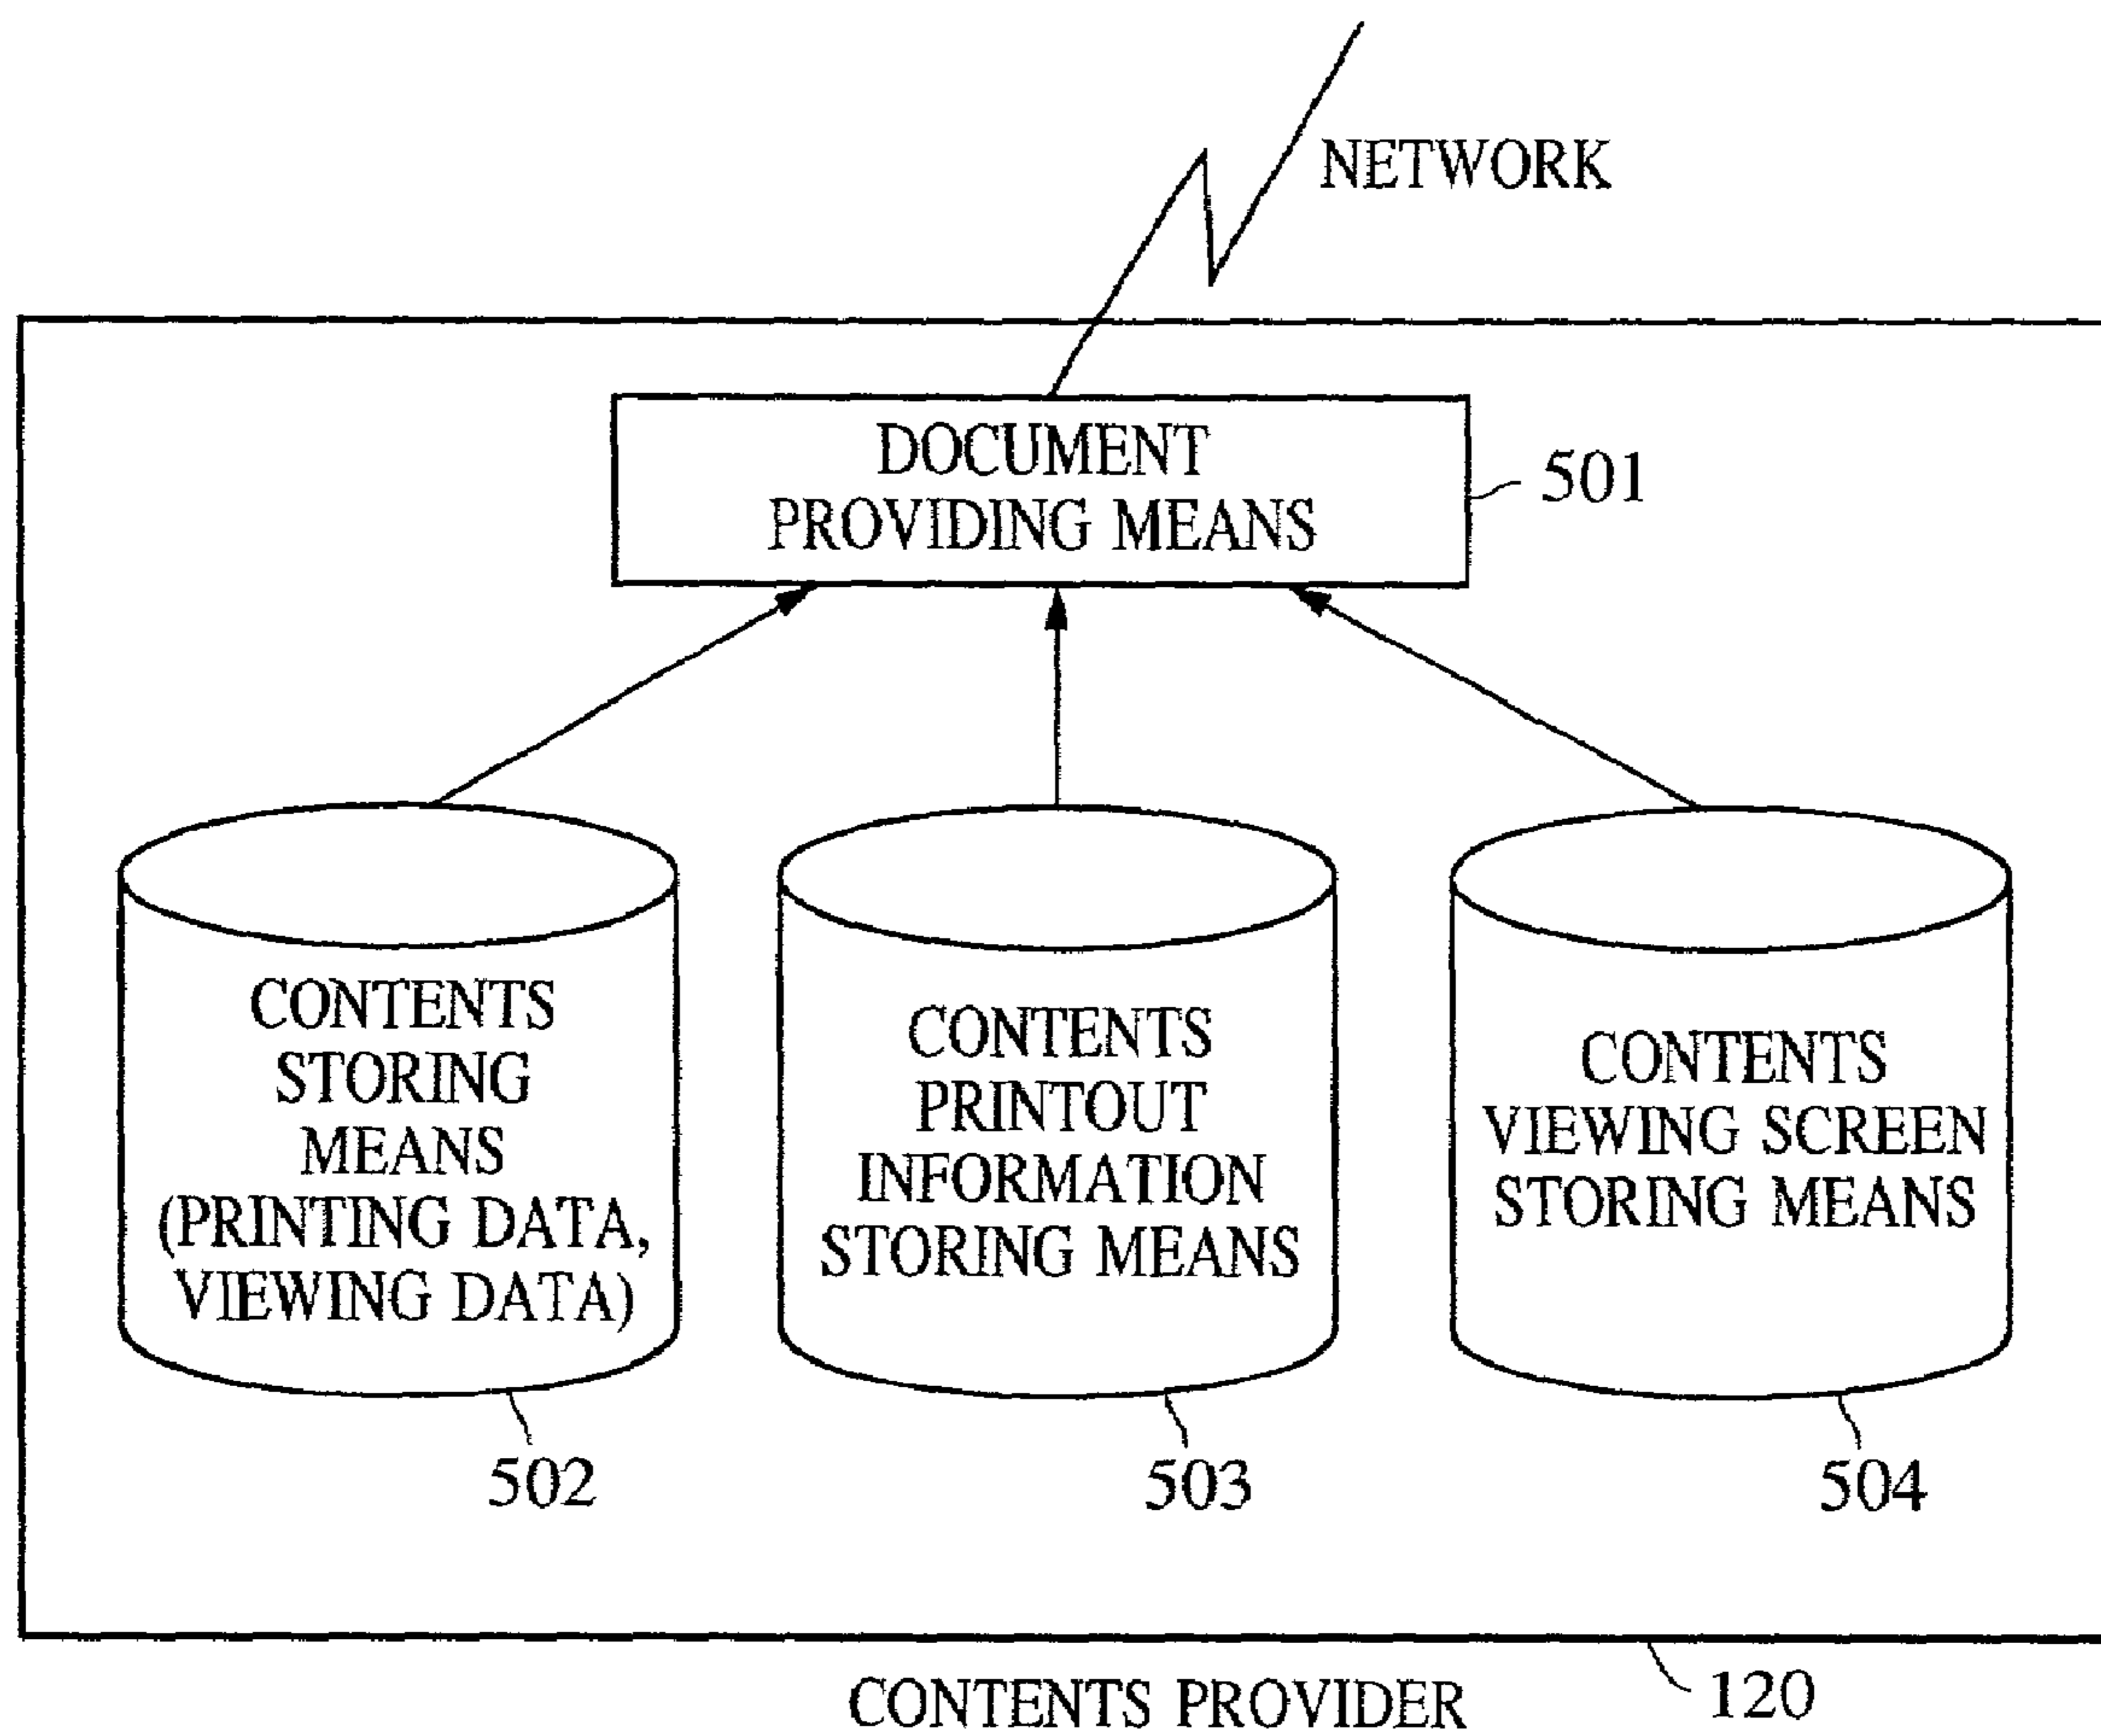 NETWORK
DOCUMENT
PROVIDING MEANS
501
CONTENTS
STORING
MEANS
(PRINTING DATA,
VIEWING DATA)
502
CONTENTS
PRINTOUT
INFORMATION
STORING MEANS
503
CONTENTS
VIEWING SCREEN
STORING MEANS
504
120
CONTENTS PROVIDER